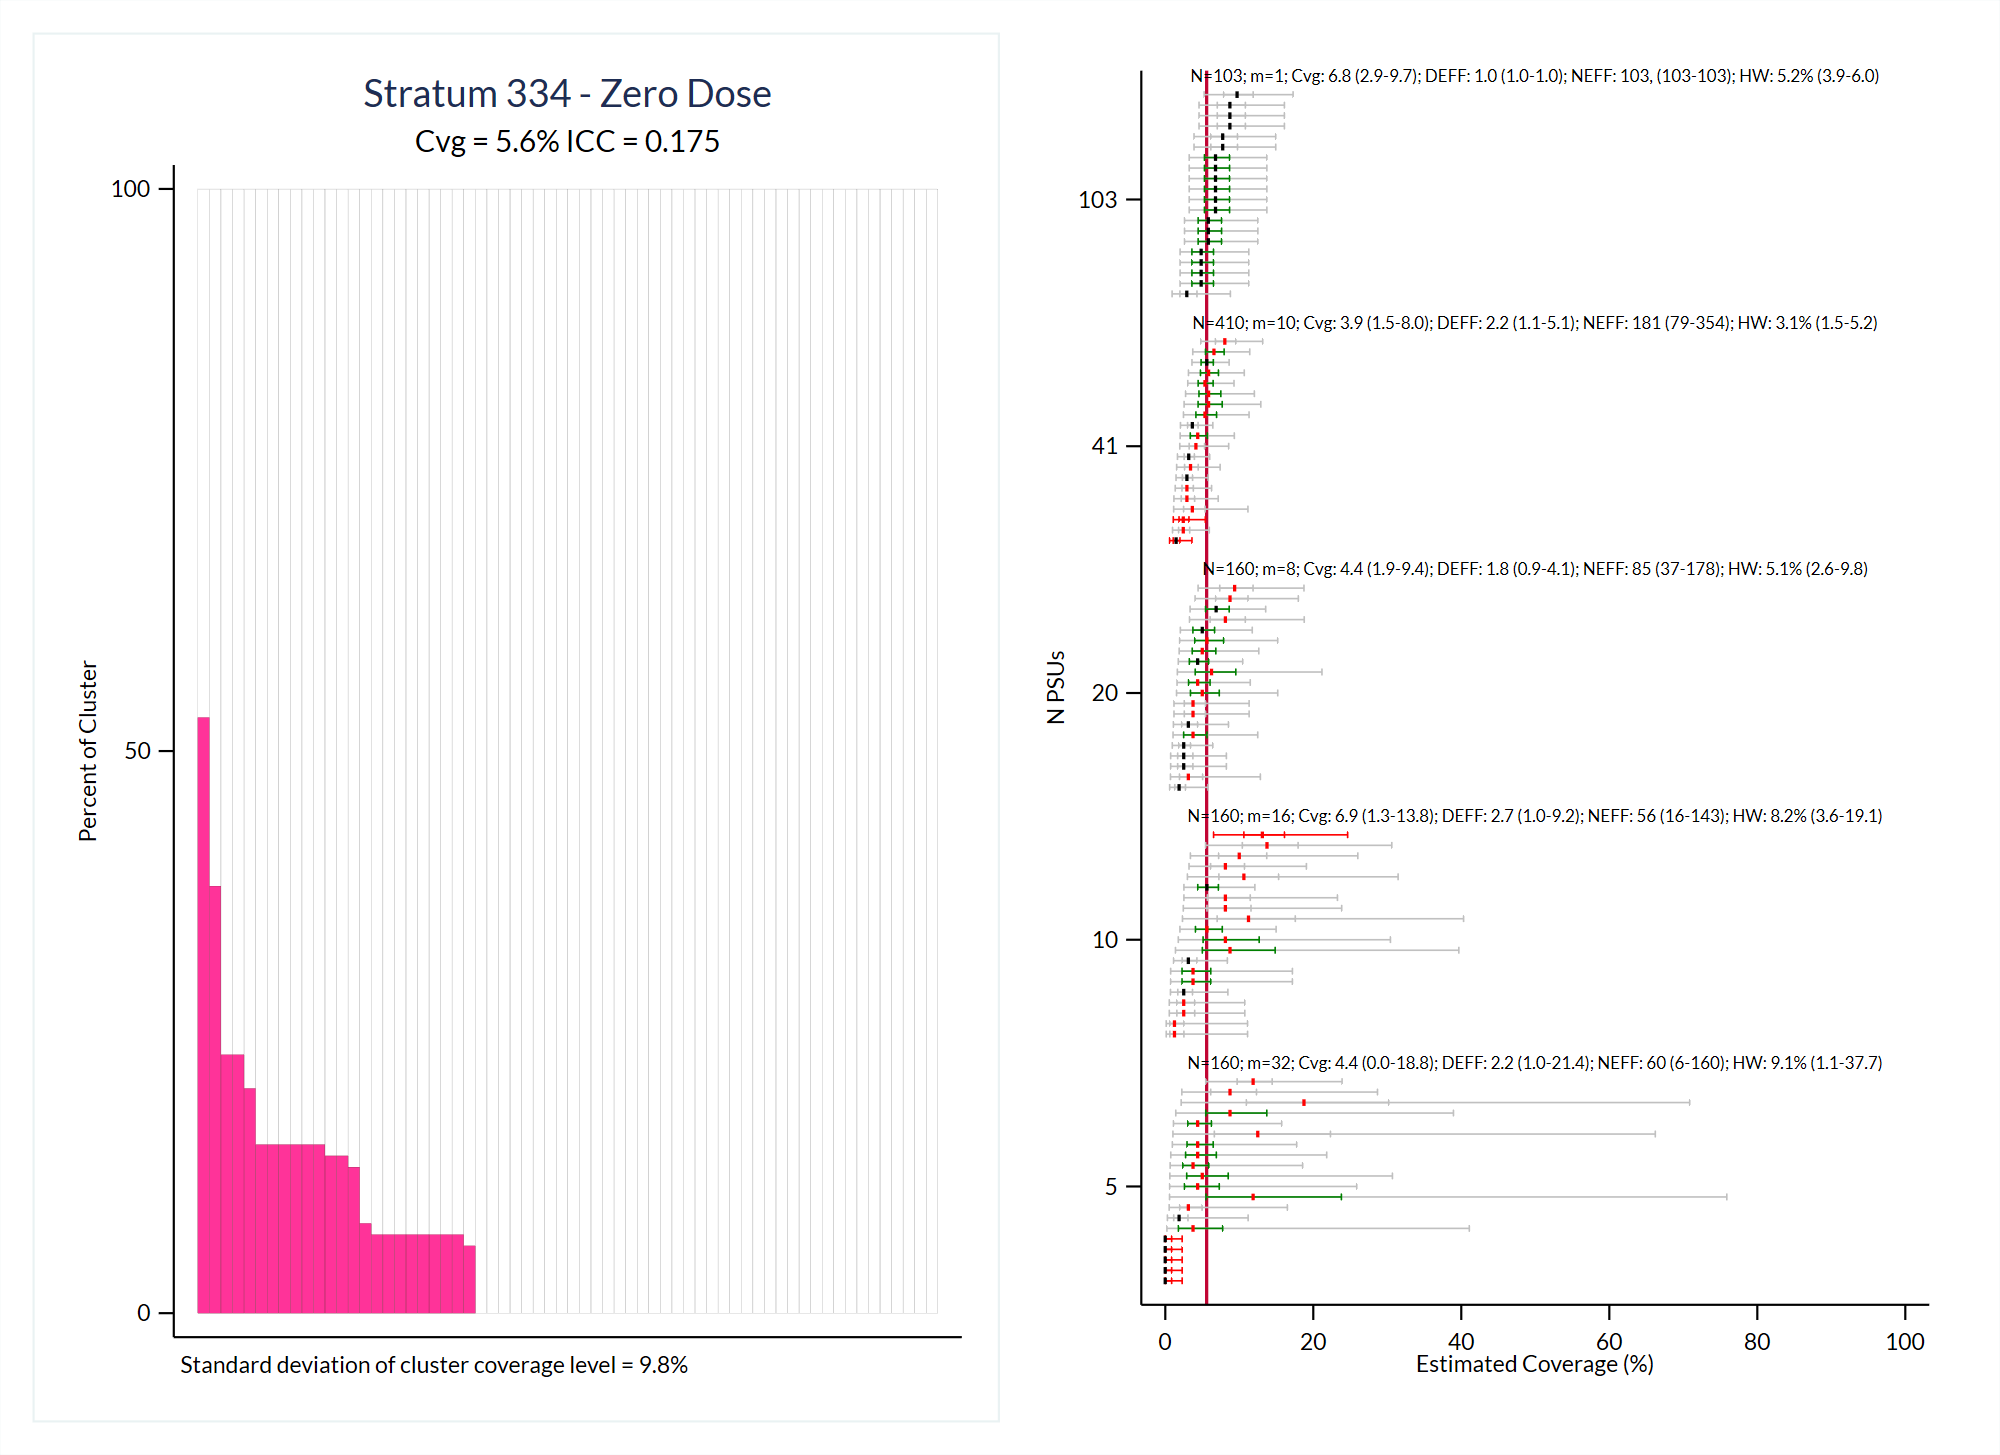 Stratum 334 - Zero Dose
Cvg = 5.6% ICC = 0.175
100
50
0
Percent of Cluster
Standard deviation of cluster coverage level = 9.8%
N=103; m=1; Cvg: 6.8 (2.9-9.7); DEFF: 1.0 (1.0-1.0); NEFF: 103, (103-103); HW: 5.2% (3.9-6.0)
103
N=410; m=10; Cvg: 3.9 (1.5-8.0); DEFF: 2.2 (1.1-5.1); NEFF: 181 (79-354); HW: 3.1% (1.5-5.2)
41
N=160; m=8; Cvg: 4.4 (1.9-9.4); DEFF: 1.8 (0.9-4.1); NEFF: 85 (37-178); HW: 5.1% (2.6-9.8)
20
N PSUs
N=160; m=16; Cvg: 6.9 (1.3-13.8); DEFF: 2.7 (1.0-9.2); NEFF: 56 (16-143); HW: 8.2% (3.6-19.1)
10
N=160; m=32; Cvg: 4.4 (0.0-18.8); DEFF: 2.2 (1.0-21.4); NEFF: 60 (6-160); HW: 9.1% (1.1-37.7)
5
0 20 40 60 80 100
Estimated Coverage (%)